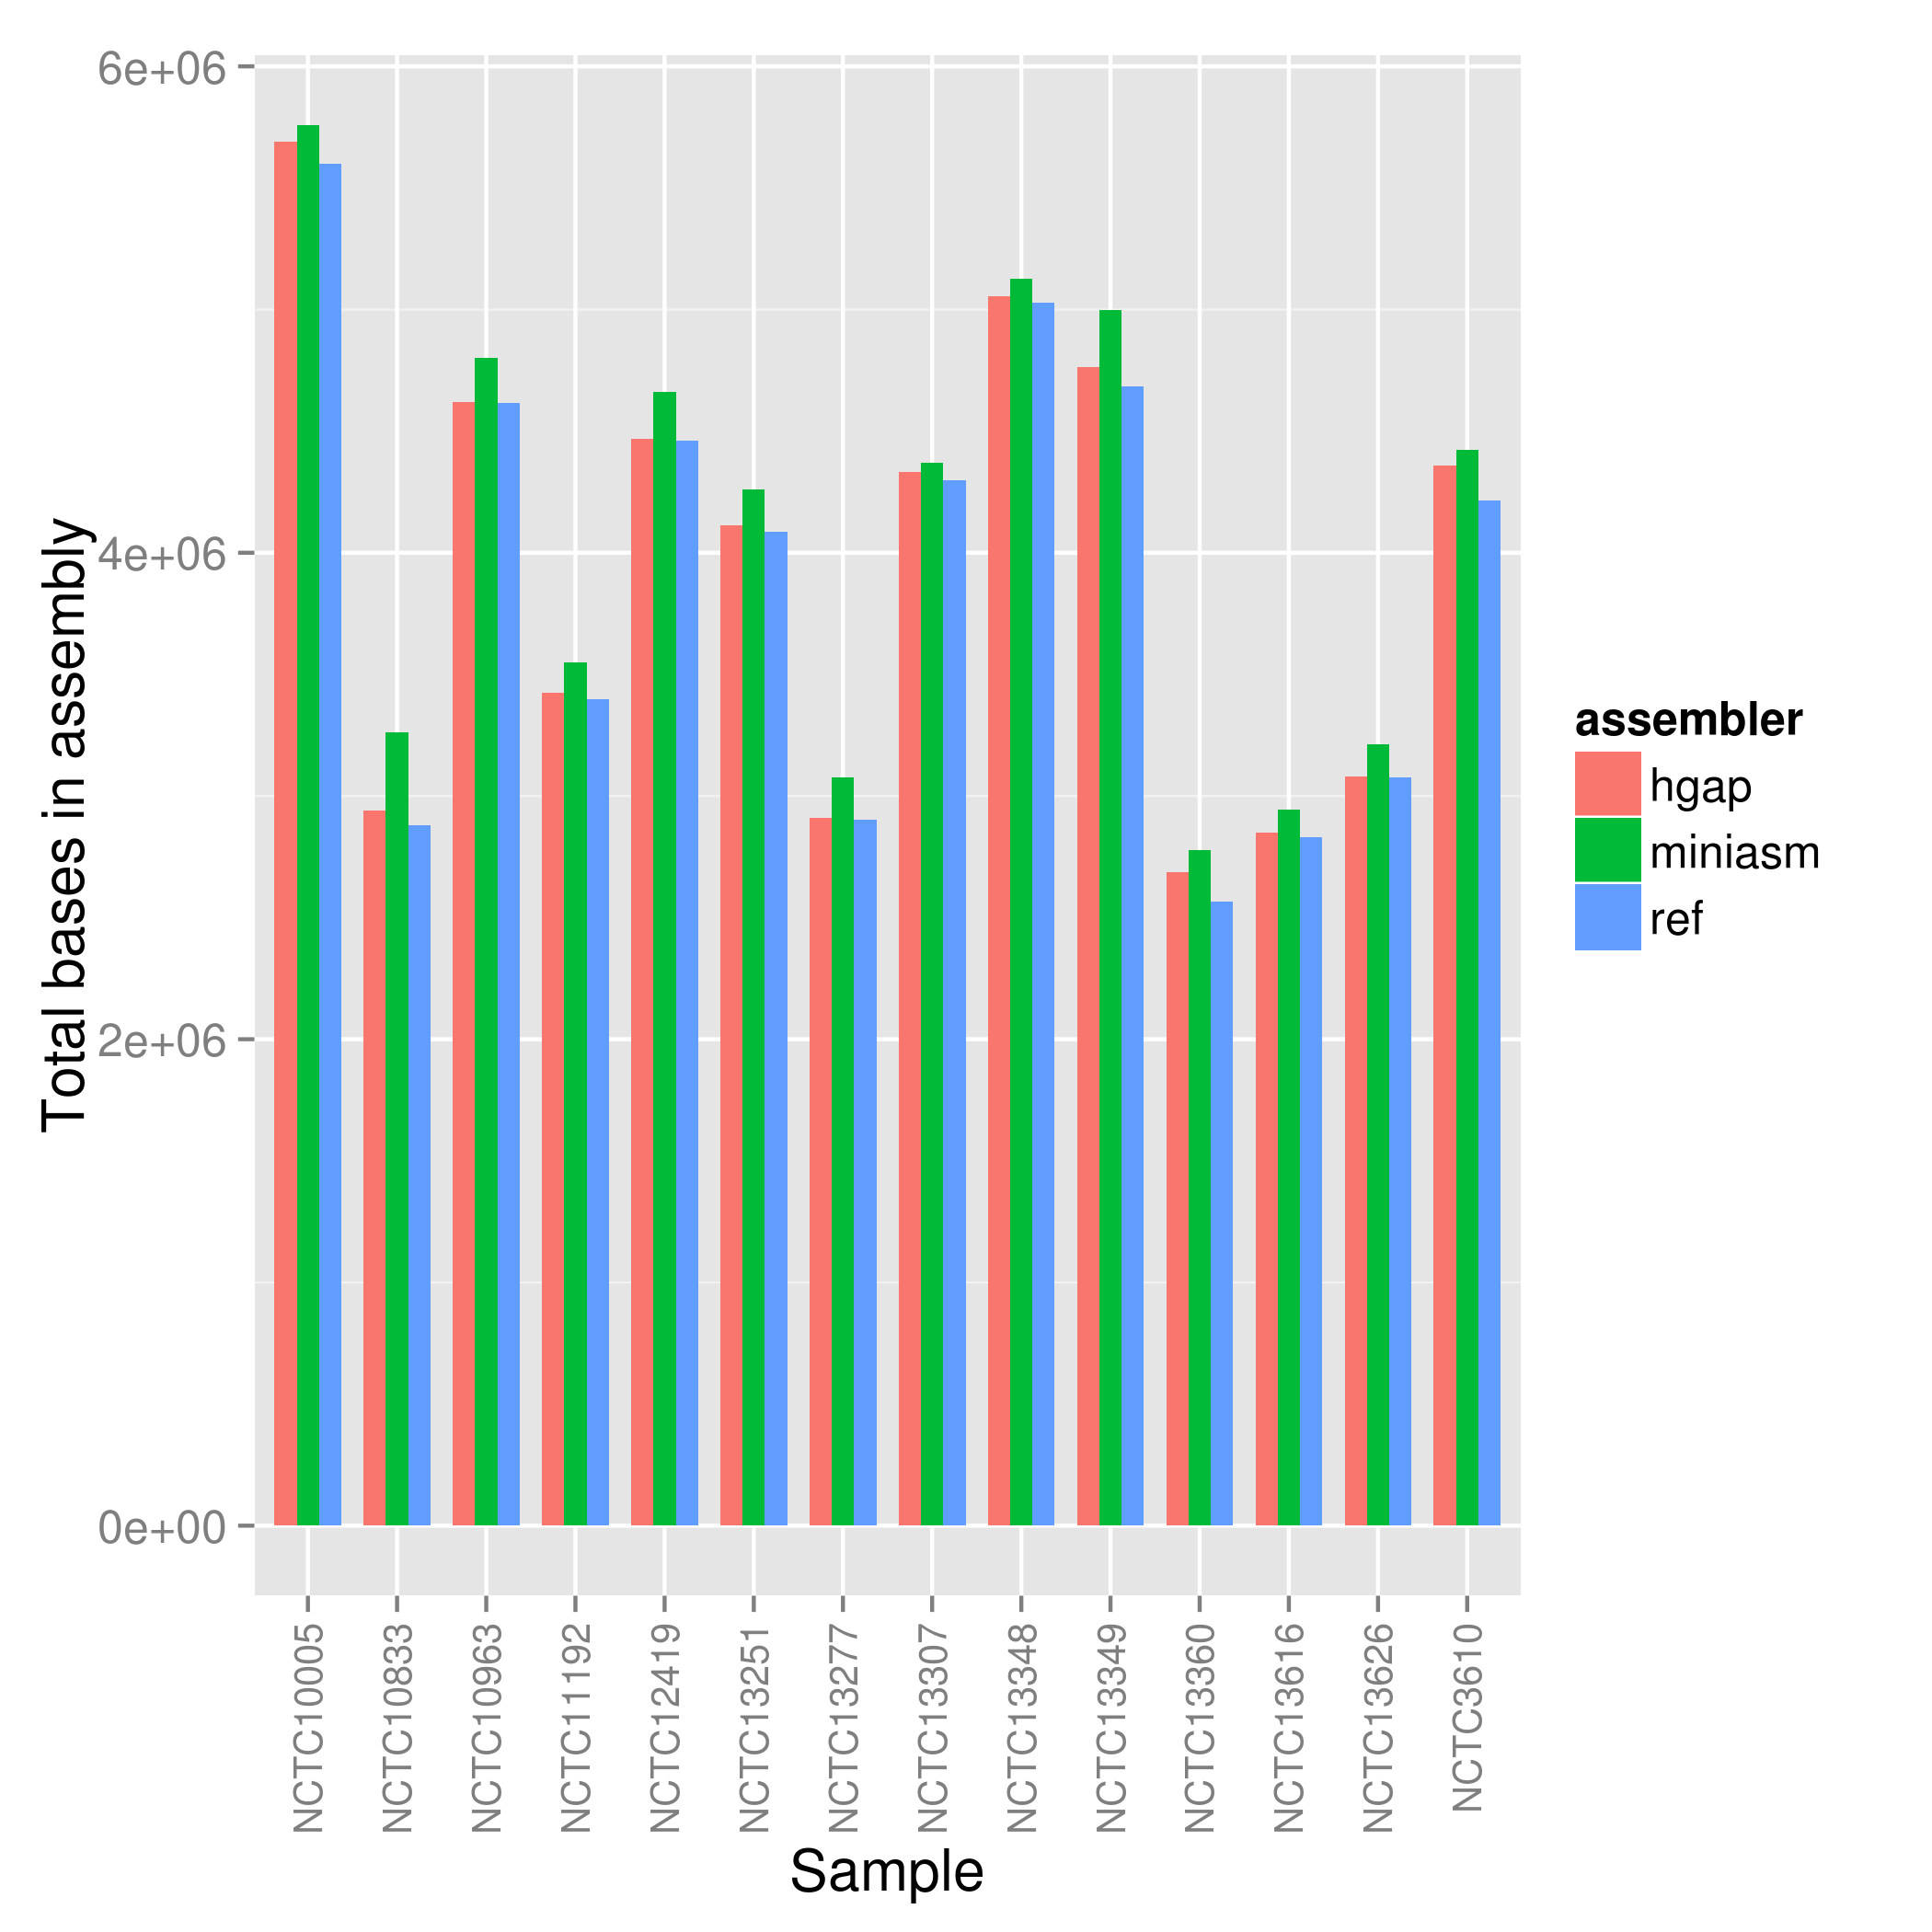 6e+06
4e+06
2e+06
0e+00
Total bases in assembly
NCTC10005
NCTC10833
NCTC10963
NCTC11192
NCTC12419
NCTC13251
NCTC13277
NCTC13307
NCTC13348
NCTC13349
NCTC13360
NCTC13616
NCTC13626
NCTC3610
Sample
assembler
hgap
miniasm
ref